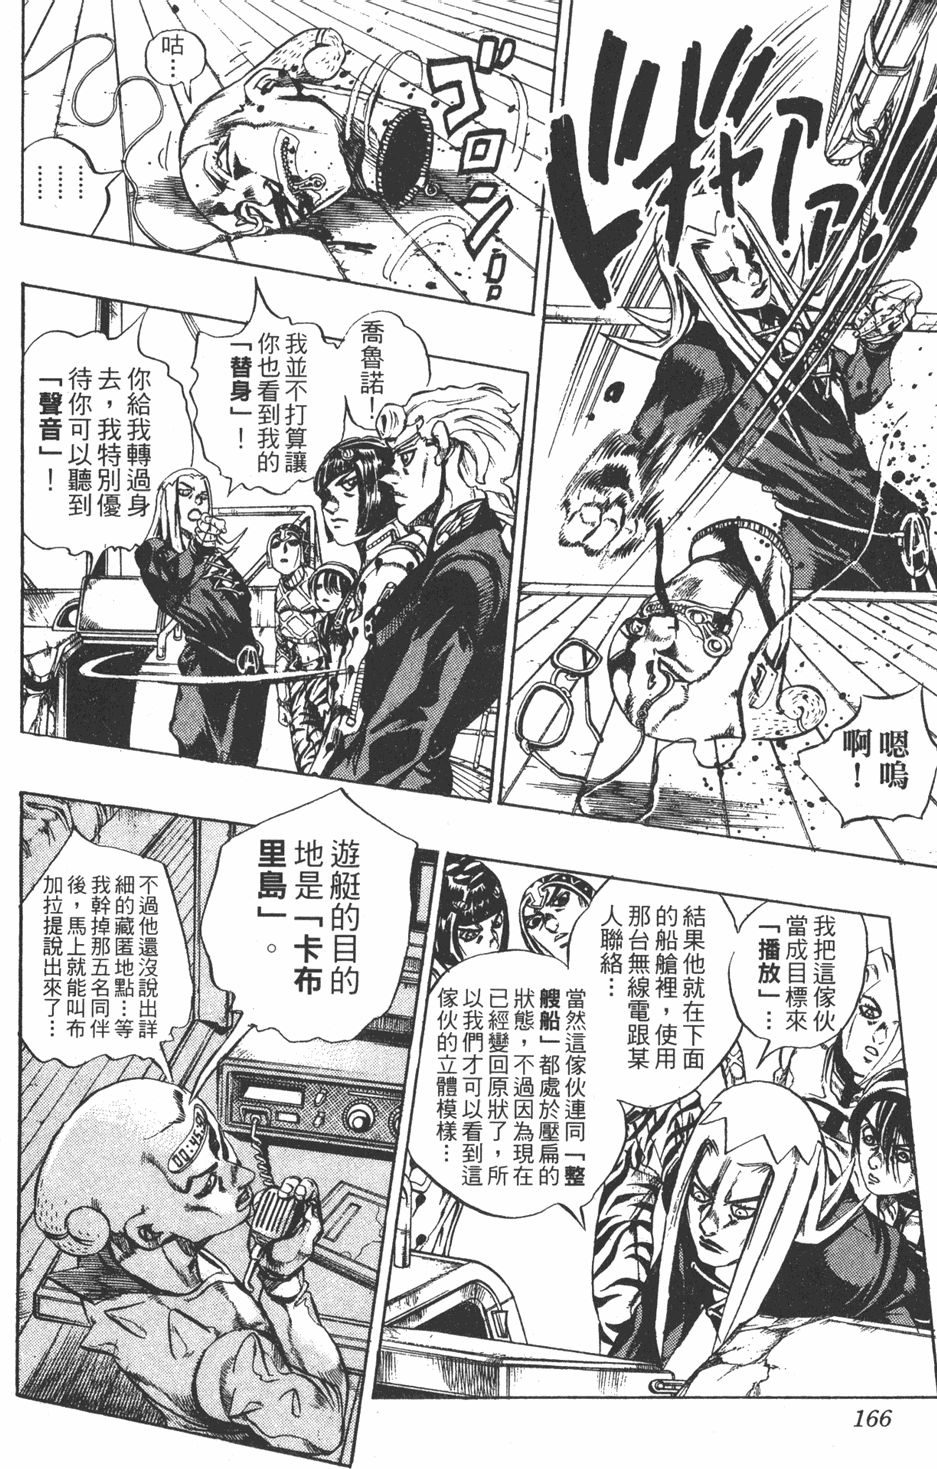 ドギャァァァ!
嗯嗚
啊!
ゴロン
咕…
………
………
喬魯諾!
我並不打算讓
你也看到我的
「替身」!
你給我轉過身
去,我特別優
待你可以聽到
「聲音」!
我把這傢伙
當成目標來
「播放」…
結果他就在下面
的船艙裡,使用
那台無線電跟某
人聯絡…
當然這傢伙連同「整
艘船」都處於壓扁的
狀態,不過因為現在
已經變回原狀了,所
以我們才可以看到這
傢伙的立體模樣…
遊艇的目的
地是「卡布
里島」。
不過他還沒說出詳
細的藏匿地點…等
我幹掉那五名同伴
後,馬上就能叫布
加拉提說出來了…
166